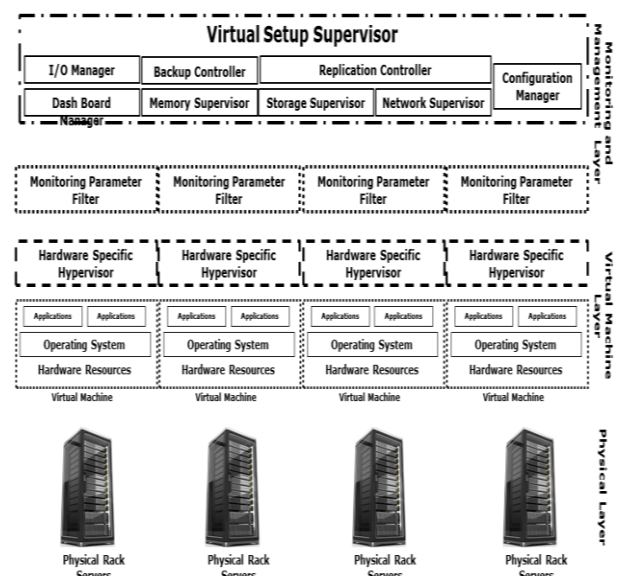 Virtual Setup Supervisor
I/O Manager
Backup Controller
Replication Controller
Configuration
Manager
Dash Board
Manager
Memory Supervisor
Storage Supervisor
Network Supervisor
Monitoring and
Management Layer
Monitoring Parameter
Filter
Monitoring Parameter
Filter
Monitoring Parameter
Filter
Monitoring Parameter
Filter
Hardware Specific
Hypervisor
Hardware Specific
Hypervisor
Hardware Specific
Hypervisor
Hardware Specific
Hypervisor
Virtual Machine
Layer
Applications
Applications
Applications
Applications
Applications
Applications
Applications
Applications
Operating System
Operating System
Operating System
Operating System
Hardware Resources
Hardware Resources
Hardware Resources
Hardware Resources
Virtual Machine
Virtual Machine
Virtual Machine
Virtual Machine
Physical Layer
Physical Rack
Servers
Physical Rack
Servers
Physical Rack
Servers
Physical Rack
Servers